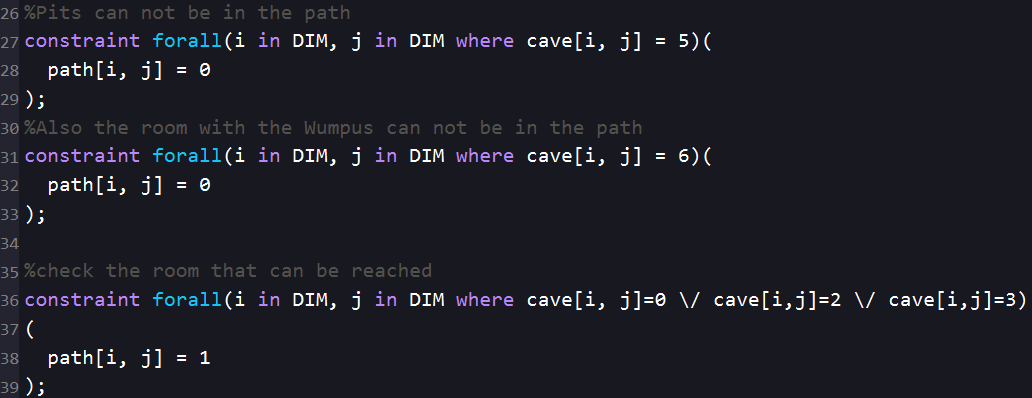 26 %Pits can not be in the path
27 constraint forall(i in DIM, j in DIM where cave[i, j] = 5)(
28   path[i, j] = 0
29 );
30 %Also the room with the Wumpus can not be in the path
31 constraint forall(i in DIM, j in DIM where cave[i, j] = 6)(
32   path[i, j] = 0
33 );
34
35 %check the room that can be reached
36 constraint forall(i in DIM, j in DIM where cave[i, j]=0 \/ cave[i,j]=2 \/ cave[i,j]=3)
37 (
38   path[i, j] = 1
39 );